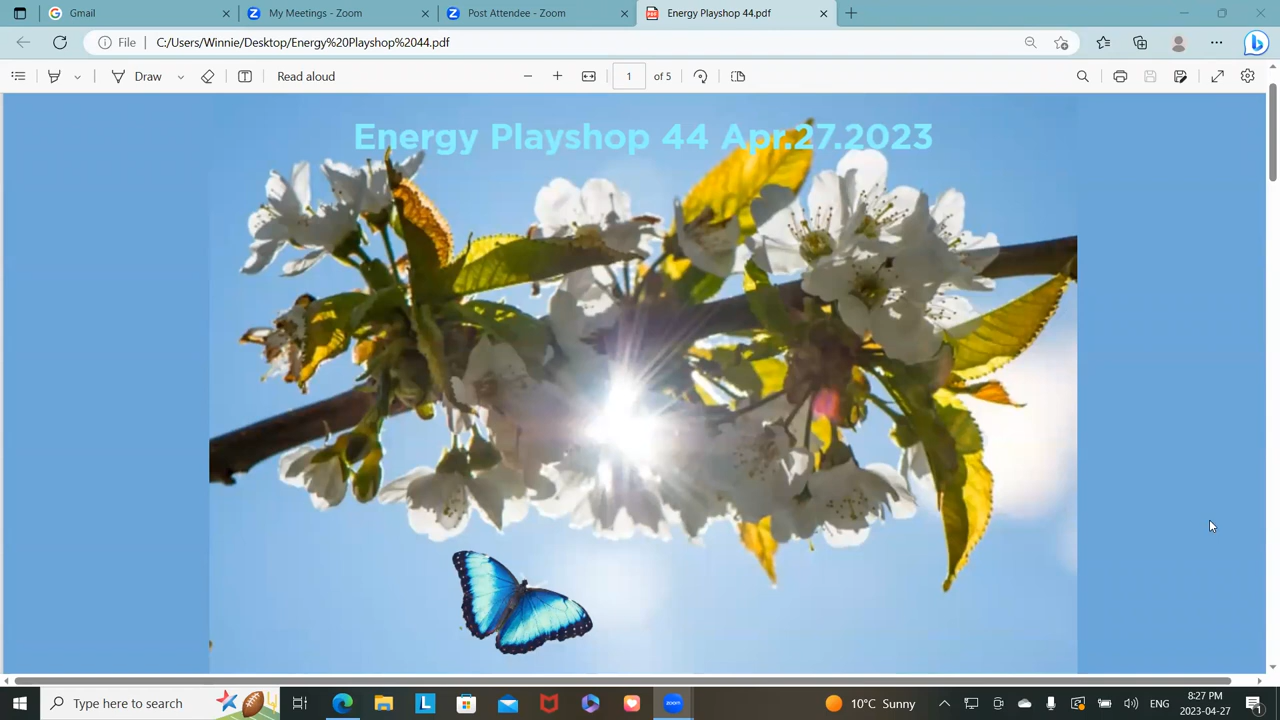 Gmail
My Meetings - Zoom
Post Attendee - Zoom
Energy Playshop 44.pdf
File
C:/Users/Winnie/Desktop/Energy%20Playshop%2044.pdf
Draw
Read aloud
1
of 5
Energy Playshop 44 Apr.27.2023
Type here to search
L
zoom
10°C Sunny
ENG
8:27 PM
2023-04-27
1